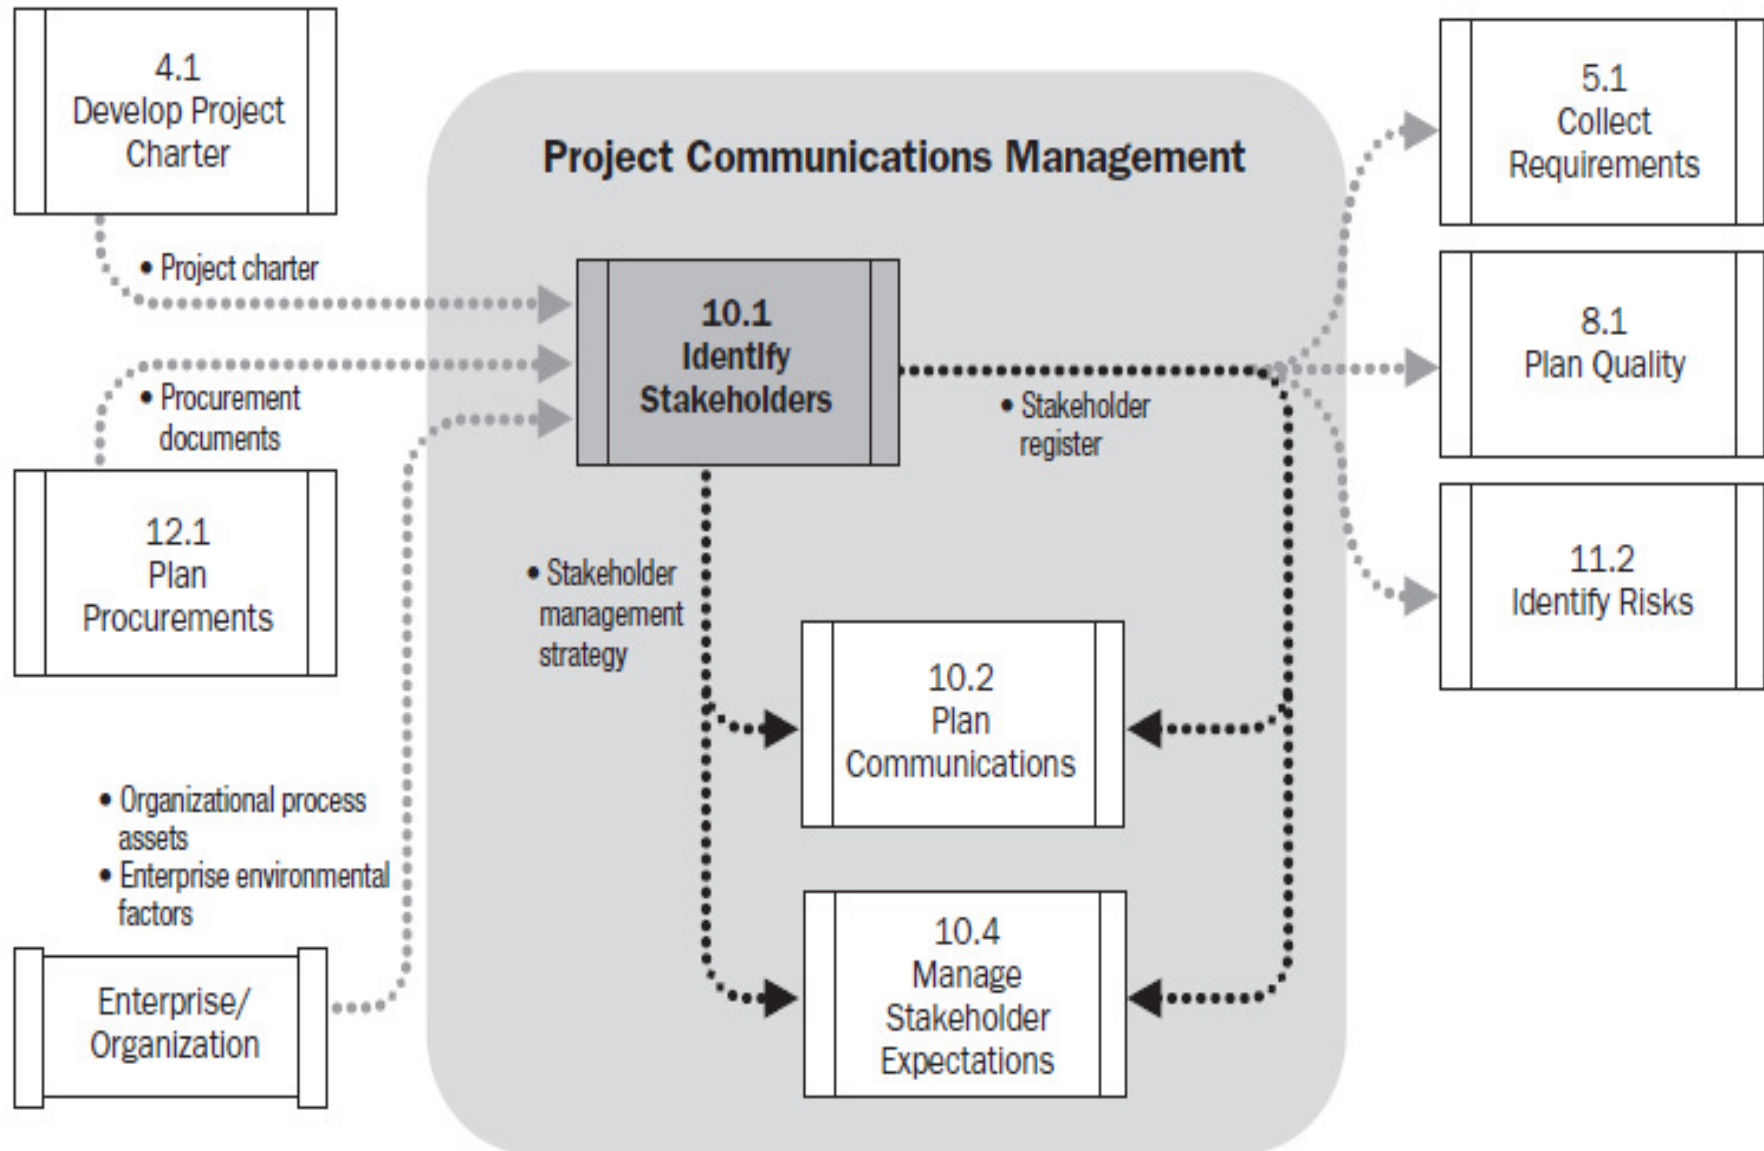 4.1
Develop Project
Charter
• Project charter
• Procurement
documents
12.1
Plan
Procurements
• Organizational process
assets
• Enterprise environmental
factors
Enterprise/
Organization
Project Communications Management
10.1
Identify
Stakeholders
• Stakeholder
register
• Stakeholder
management
strategy
10.2
Plan
Communications
10.4
Manage
Stakeholder
Expectations
5.1
Collect
Requirements
8.1
Plan Quality
11.2
Identify Risks